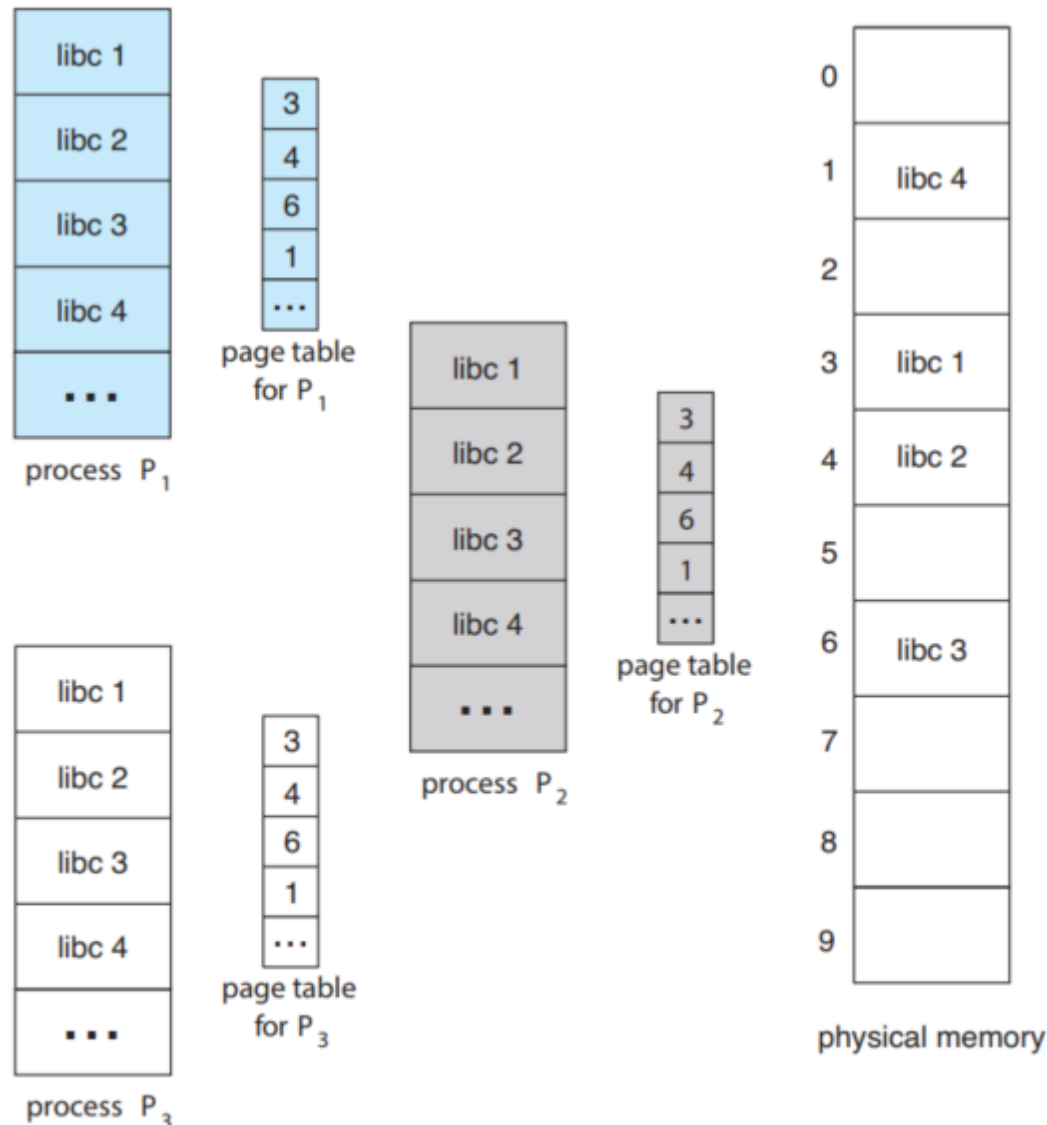 libc 1
libc 2
libc 3
libc 4
...
process P1
3
4
6
1
...
page table
for P1
libc 1
libc 2
libc 3
libc 4
...
process P2
3
4
6
1
...
page table
for P2
libc 1
libc 2
libc 3
libc 4
...
process P3
3
4
6
1
...
page table
for P3
0
1 libc 4
2
3 libc 1
4 libc 2
5
6 libc 3
7
8
9
physical memory